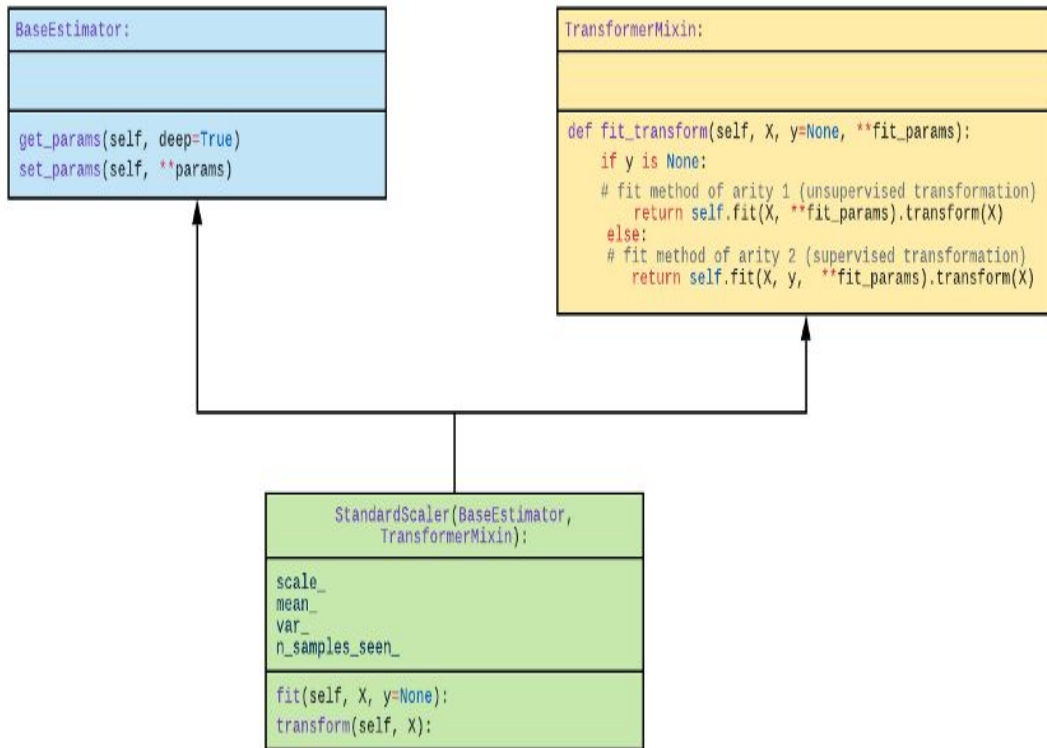 BaseEstimator:
get_params(self, deep=True)
set_params(self, **params)
TransformerMixin:
def fit_transform(self, X, y=None, **fit_params):
if y is None:
# fit method of arity 1 (unsupervised transformation)
return self.fit(X, **fit_params).transform(X)
else:
# fit method of arity 2 (supervised transformation)
return self.fit(X, y, **fit_params).transform(X)
StandardScaler(BaseEstimator,
TransformerMixin):
scale_
mean_
var_
n_samples_seen_
fit(self, X, y=None):
transform(self, X):